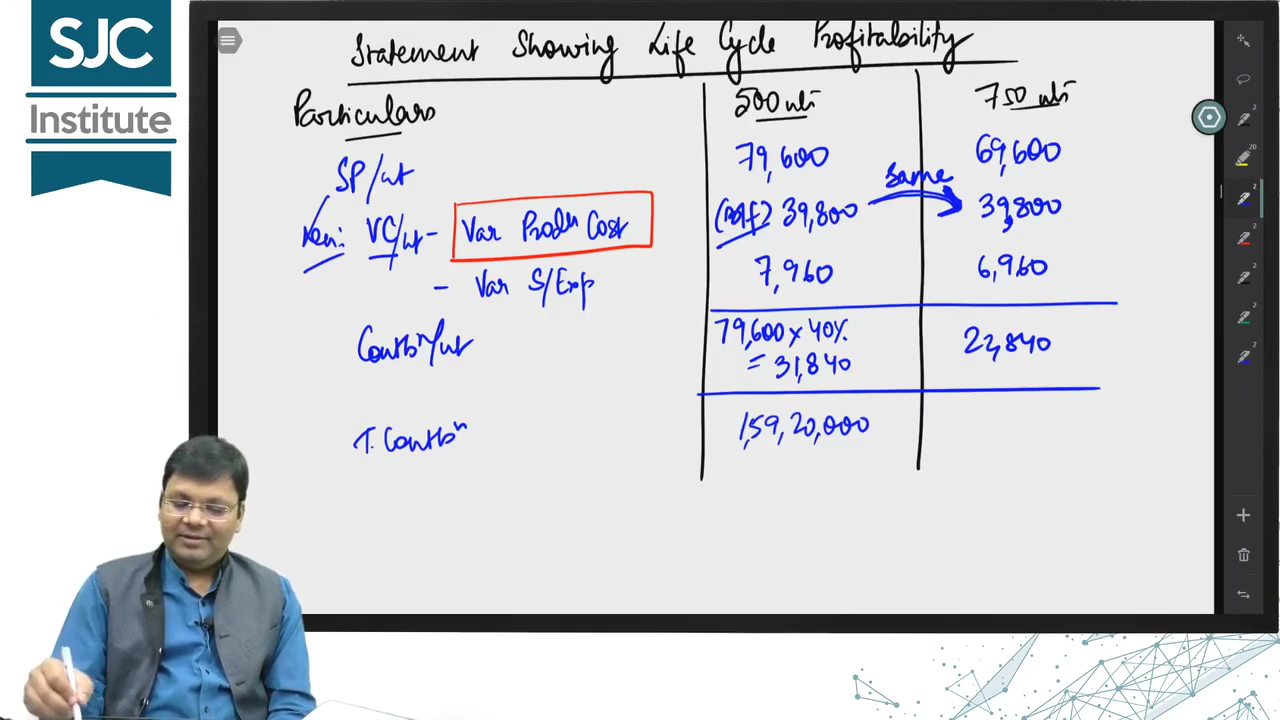 SJC
Institute
Statement Showing Life Cycle Profitability
Particulars 500 uts 750 uts
SP/ut 79,600 69,600
same
VC/ut - Var Prodn Cost 39,800 39,800
- Var S/Exp 7,960 6,960
Contbn/ut 79,600 x 40% 22,840
= 31,840
T. Contbn 1,59,20,000